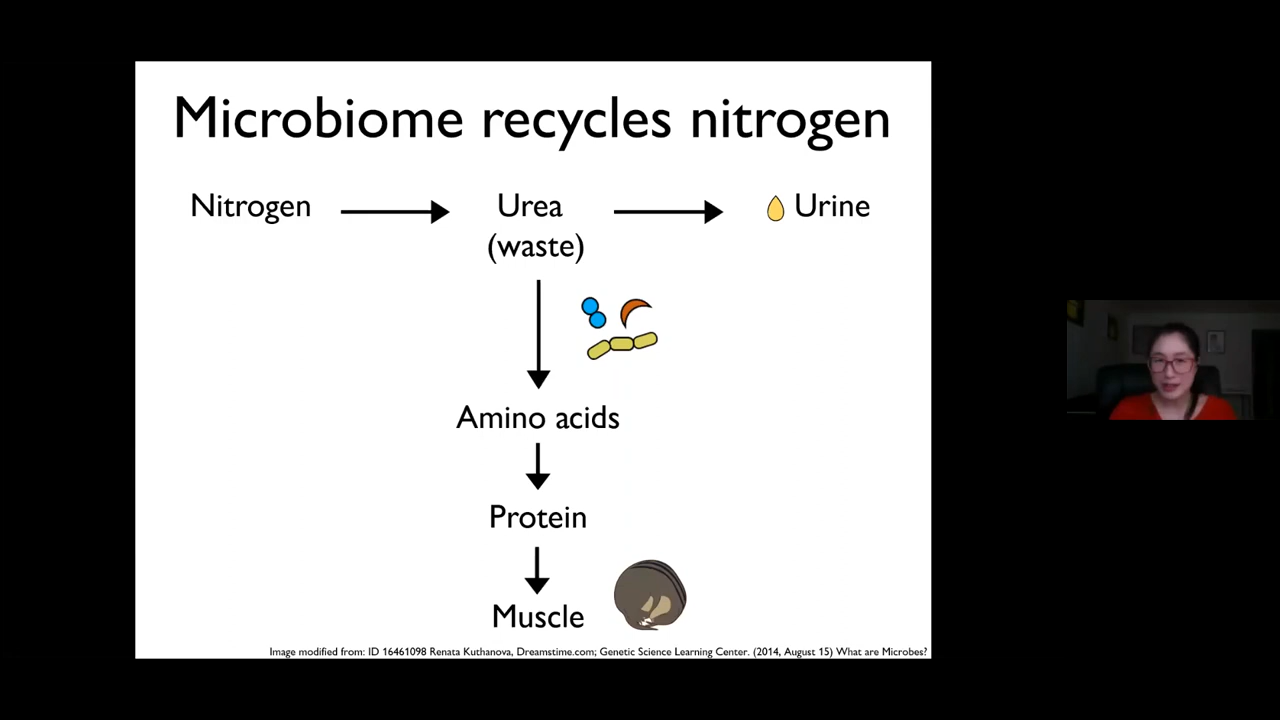 Microbiome recycles nitrogen
Nitrogen
Urea
(waste)
Urine
Amino acids
Protein
Muscle
Image modified from: ID 16461098 Renata Kuthanova, Dreamstime.com; Genetic Science Learning Center. (2014, August 15) What are Microbes?